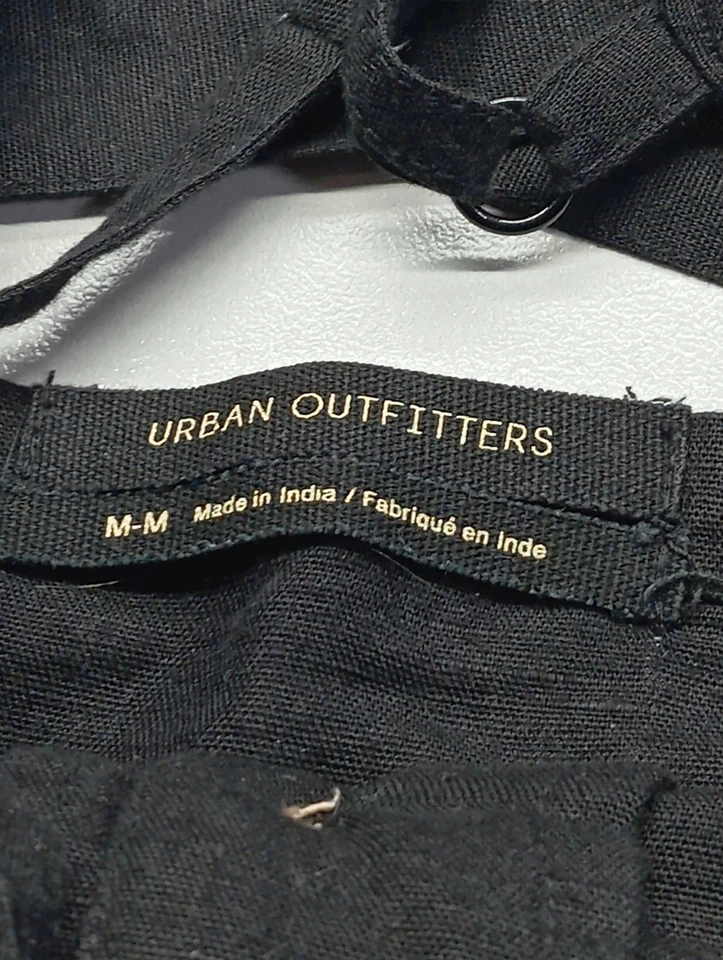 URBAN OUTFITTERS
M-M Made in India / Fabriqué en Inde